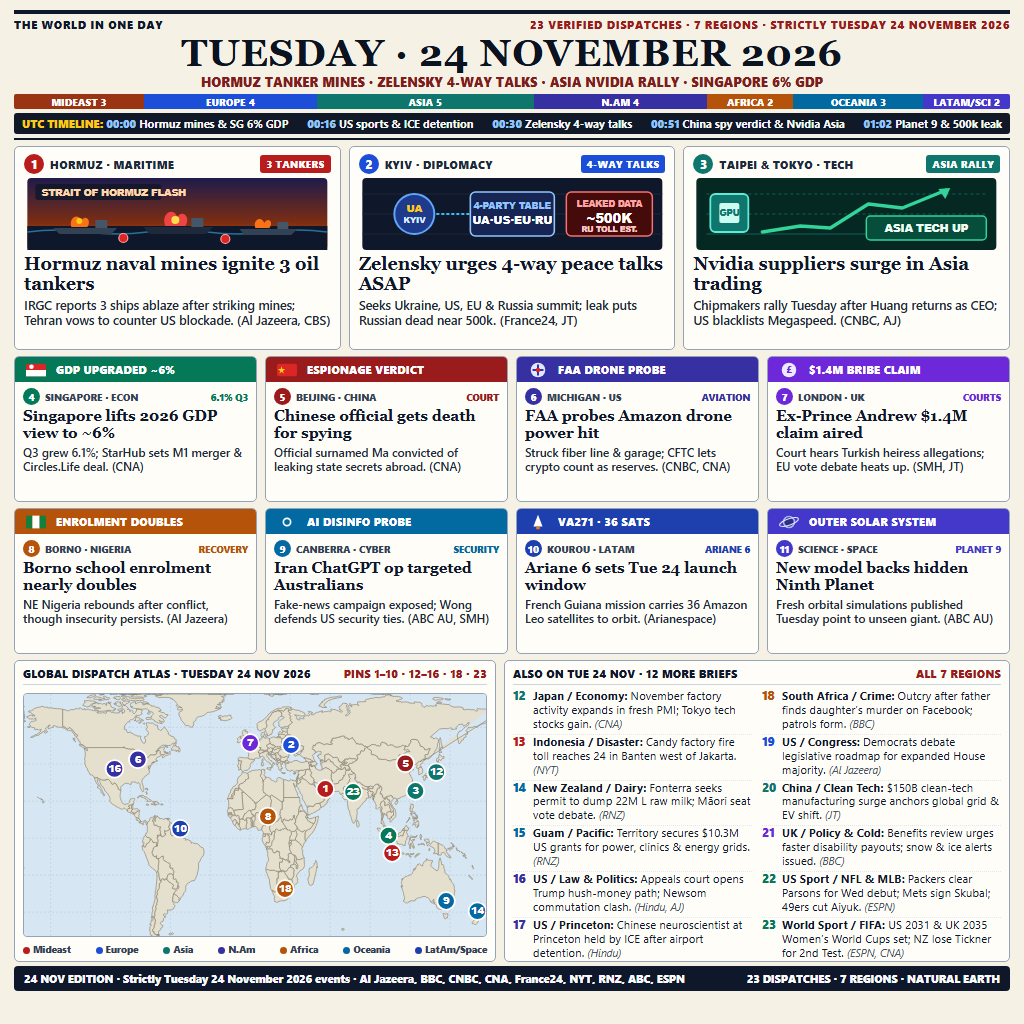 THE WORLD IN ONE DAY
23 VERIFIED DISPATCHES · 7 REGIONS · STRICTLY TUESDAY 24 NOVEMBER 2026
TUESDAY · 24 NOVEMBER 2026
HORMUZ TANKER MINES · ZELENSKY 4-WAY TALKS · ASIA NVIDIA RALLY · SINGAPORE 6% GDP
MIDEAST 3
EUROPE 4
ASIA 5
N.AM 4
AFRICA 2
OCEANIA 3
LATAM/SCI 2
UTC TIMELINE: 00:00 Hormuz mines & SG 6% GDP 00:16 US sports & ICE detention 00:30 Zelensky 4-way talks 00:51 China spy verdict & Nvidia Asia 01:02 Planet 9 & 500k leak
1 HORMUZ · MARITIME 3 TANKERS
STRAIT OF HORMUZ FLASH
Hormuz naval mines ignite 3 oil
tankers
IRGC reports 3 ships ablaze after striking mines;
Tehran vows to counter US blockade. (Al Jazeera, CBS)
2 KYIV · DIPLOMACY 4-WAY TALKS
UA
KYIV
4-PARTY TABLE
UA·US·EU·RU
LEAKED DATA
~500K
RU TOLL EST.
Zelensky urges 4-way peace talks
ASAP
Seeks Ukraine, US, EU & Russia summit; leak puts
Russian dead near 500k. (France24, JT)
3 TAIPEI & TOKYO · TECH ASIA RALLY
GPU
ASIA TECH UP
Nvidia suppliers surge in Asia
trading
Chipmakers rally Tuesday after Huang returns as CEO;
US blacklists Megaspeed. (CNBC, AJ)
GDP UPGRADED ~6%
4 SINGAPORE · ECON 6.1% Q3
Singapore lifts 2026 GDP
view to ~6%
Q3 grew 6.1%; StarHub sets M1 merger &
Circles.Life deal. (CNA)
ESPIONAGE VERDICT
5 BEIJING · CHINA COURT
Chinese official gets death
for spying
Official surnamed Ma convicted of
leaking state secrets abroad. (CNA)
FAA DRONE PROBE
6 MICHIGAN · US AVIATION
FAA probes Amazon drone
power hit
Struck fiber line & garage; CFTC lets
crypto count as reserves. (CNBC, CNA)
£ $1.4M BRIBE CLAIM
7 LONDON · UK COURTS
Ex-Prince Andrew $1.4M
claim aired
Court hears Turkish heiress allegations;
EU vote debate heats up. (SMH, JT)
ENROLMENT DOUBLES
8 BORNO · NIGERIA RECOVERY
Borno school enrolment
nearly doubles
NE Nigeria rebounds after conflict,
though insecurity persists. (Al Jazeera)
AI DISINFO PROBE
9 CANBERRA · CYBER SECURITY
Iran ChatGPT op targeted
Australians
Fake-news campaign exposed; Wong
defends US security ties. (ABC AU, SMH)
VA271 · 36 SATS
10 KOUROU · LATAM ARIANE 6
Ariane 6 sets Tue 24 launch
window
French Guiana mission carries 36 Amazon
Leo satellites to orbit. (Arianespace)
OUTER SOLAR SYSTEM
11 SCIENCE · SPACE PLANET 9
New model backs hidden
Ninth Planet
Fresh orbital simulations published
Tuesday point to unseen giant. (ABC AU)
GLOBAL DISPATCH ATLAS · TUESDAY 24 NOV 2026
PINS 1–10 · 12–16 · 18 · 23
7
2
16
6
5
12
1
23
3
8
10
4
13
18
9
14
Mideast
Europe
Asia
N.Am
Africa
Oceania
LatAm/Space
ALSO ON TUE 24 NOV · 12 MORE BRIEFS
ALL 7 REGIONS
12 Japan / Economy: November factory
activity expands in fresh PMI; Tokyo tech
stocks gain. (CNA)
13 Indonesia / Disaster: Candy factory fire
toll reaches 24 in Banten west of Jakarta.
(NYT)
14 New Zealand / Dairy: Fonterra seeks
permit to dump 22M L raw milk; Māori seat
vote debate. (RNZ)
15 Guam / Pacific: Territory secures $10.3M
US grants for power, clinics & energy grids.
(RNZ)
16 US / Law & Politics: Appeals court opens
Trump hush-money path; Newsom
commutation clash. (Hindu, AJ)
17 US / Princeton: Chinese neuroscientist at
Princeton held by ICE after airport
detention. (Hindu)
18 South Africa / Crime: Outcry after father
finds daughter's murder on Facebook;
patrols form. (BBC)
19 US / Congress: Democrats debate
legislative roadmap for expanded House
majority. (Al Jazeera)
20 China / Clean Tech: $150B clean-tech
manufacturing surge anchors global grid &
EV shift. (JT)
21 UK / Policy & Cold: Benefits review urges
faster disability payouts; snow & ice alerts
issued. (BBC)
22 US Sport / NFL & MLB: Packers clear
Parsons for Wed debut; Mets sign Skubal;
49ers cut Aiyuk. (ESPN)
23 World Sport / FIFA: US 2031 & UK 2035
Women's World Cups set; NZ lose Tickner
for 2nd Test. (ESPN, CNA)
24 NOV EDITION · Strictly Tuesday 24 November 2026 events · Al Jazeera, BBC, CNBC, CNA, France24, NYT, RNZ, ABC, ESPN
23 DISPATCHES · 7 REGIONS · NATURAL EARTH